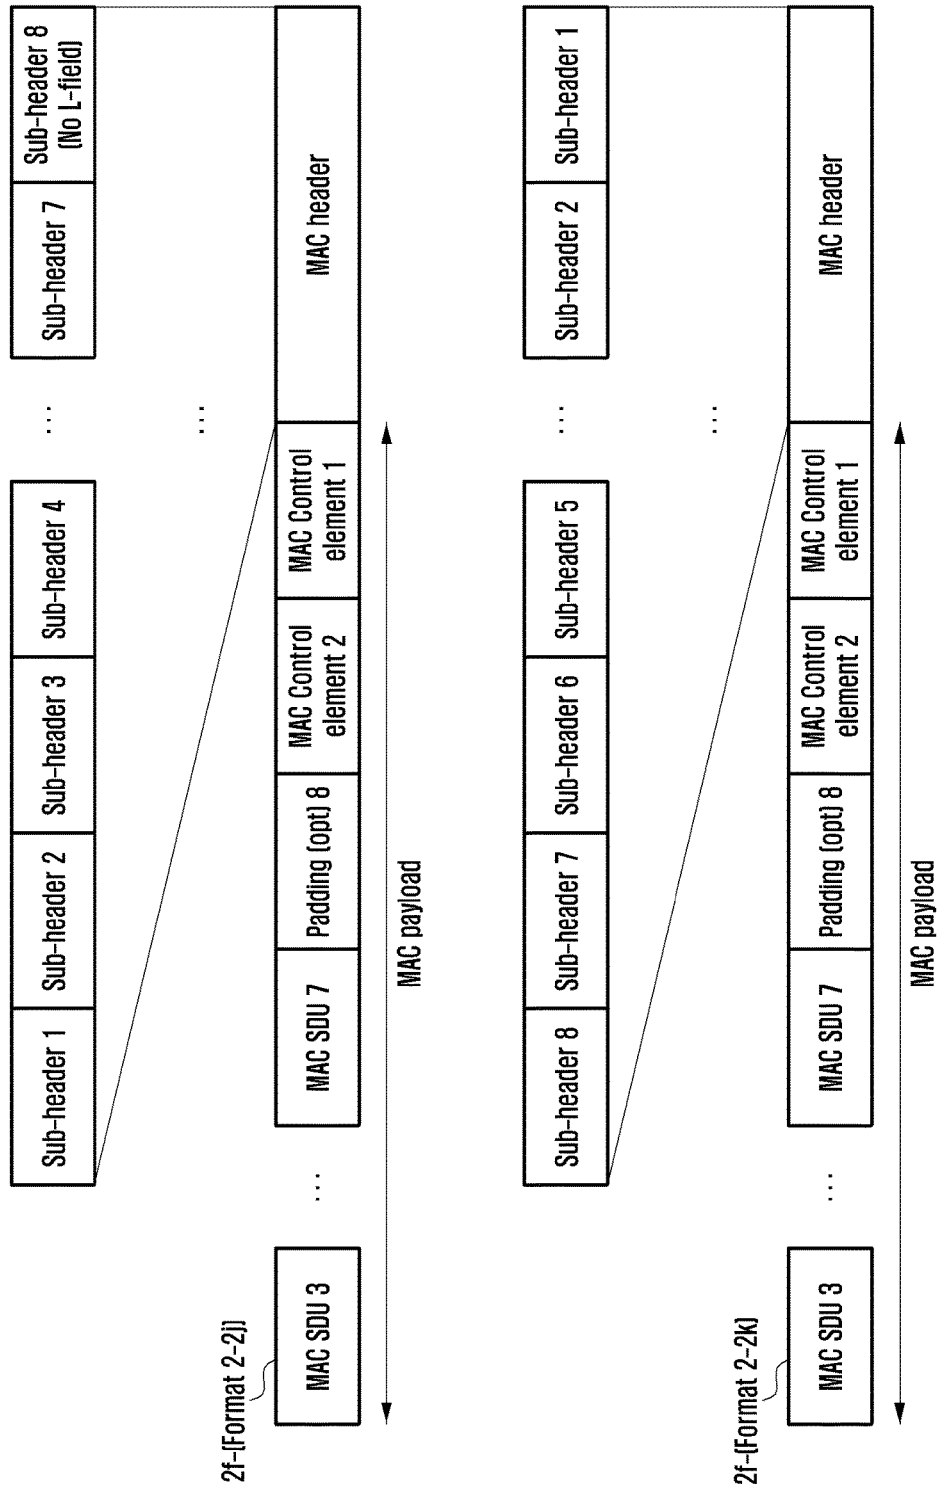 Sub-header 1
Sub-header 2
Sub-header 3
Sub-header 4
...
Sub-header 7
Sub-header 8
(No L-field)
...
2f-(Format 2-2j)
MAC SDU 3
...
MAC SDU 7
Padding (opt) 8
MAC Control
element 2
MAC Control
element 1
MAC header
MAC payload
Sub-header 8
Sub-header 7
Sub-header 6
Sub-header 5
...
Sub-header 2
Sub-header 1
...
2f-(Format 2-2k)
MAC SDU 3
...
MAC SDU 7
Padding (opt) 8
MAC Control
element 2
MAC Control
element 1
MAC header
MAC payload